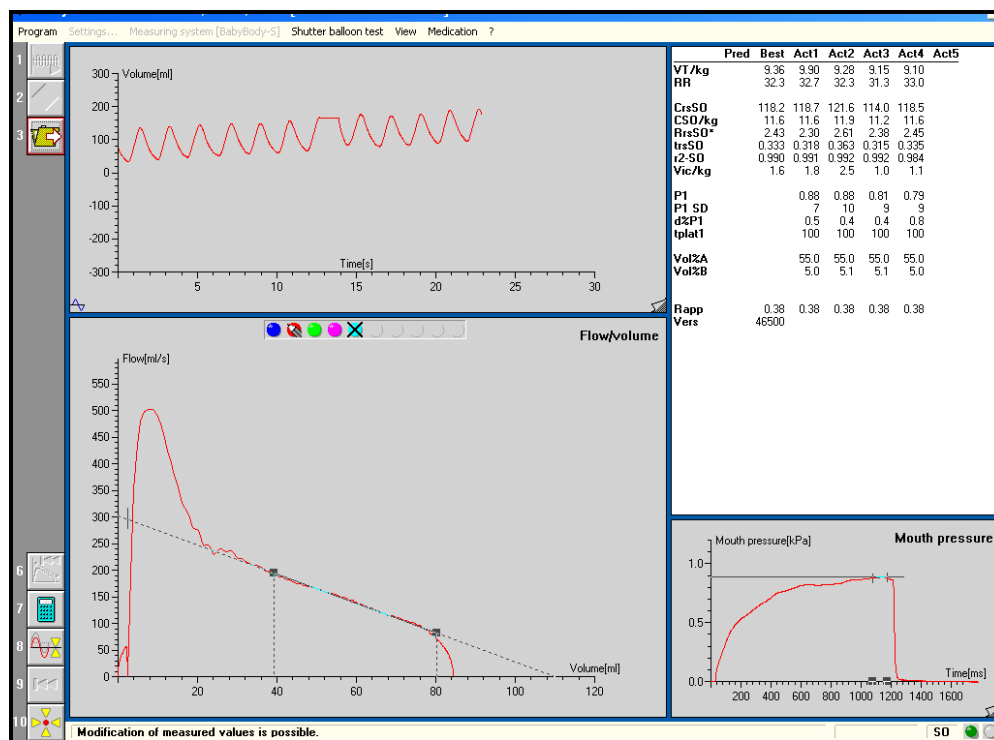 Program Settings... Measuring system [BabyBody-S] Shutter balloon test View Medication ?
1
2
3
6
7
8
9
10
Volume[ml]
300
200
100
0
-100
-200
-300
Time[s]
5 10 15 20 25 30
Flow/volume
Flow[ml/s]
550
500
450
400
350
300
250
200
150
100
50
0
Volume[ml]
20 40 60 80 100 120
Pred Best Act1 Act2 Act3 Act4 Act5
VT/kg 9.36 9.90 9.28 9.15 9.10
RR 32.3 32.7 32.3 31.3 33.0
CrsSO 118.2 118.7 121.6 114.0 118.5
CSO/kg 11.6 11.6 11.9 11.2 11.6
RrsSO* 2.43 2.30 2.61 2.38 2.45
trsSO 0.333 0.318 0.363 0.315 0.335
r2-SO 0.990 0.991 0.992 0.992 0.984
Vic/kg 1.6 1.8 2.5 1.0 1.1
P1 0.88 0.88 0.81 0.79
P1 SD 7 10 9 9
d%P1 0.5 0.4 0.4 0.8
tplat1 100 100 100 100
Vol%A 55.0 55.0 55.0 55.0
Vol%B 5.0 5.1 5.1 5.0
Rapp 0.38 0.38 0.38 0.38 0.38
Vers 46500
Mouth pressure[kPa] Mouth pressure
1.0
0.5
0.0
Time[ms]
200 400 600 800 1000 1200 1400 1600
Modification of measured values is possible. SO